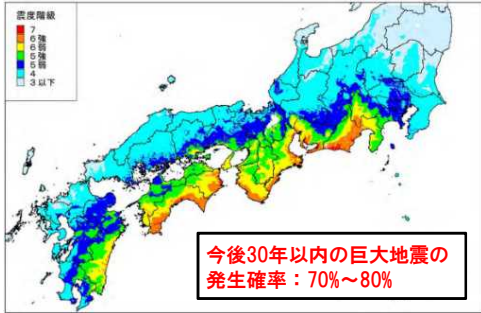 震度階級
7
6強
6弱
5強
5弱
4
3以下
今後30年以内の巨大地震の
発生確率：70%～80%